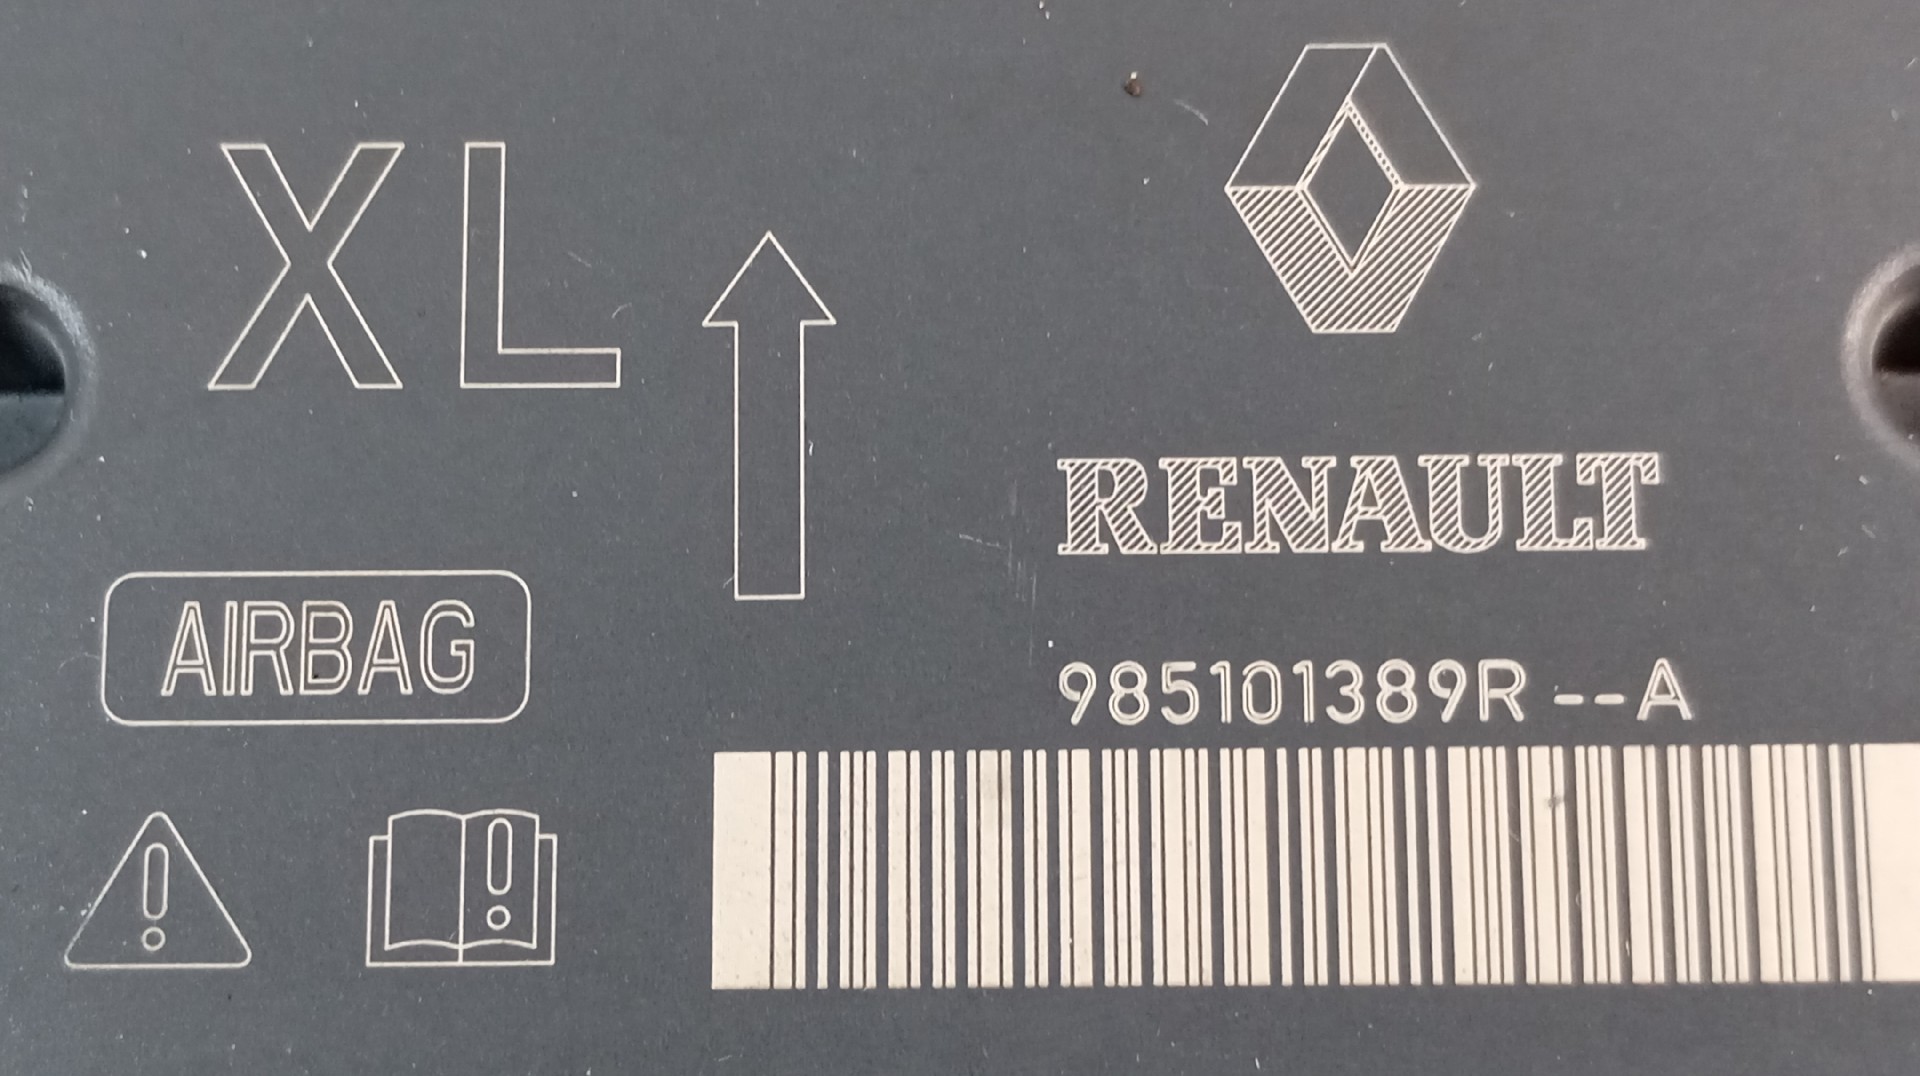 XL
RENAULT
AIRBAG
985101389R--A